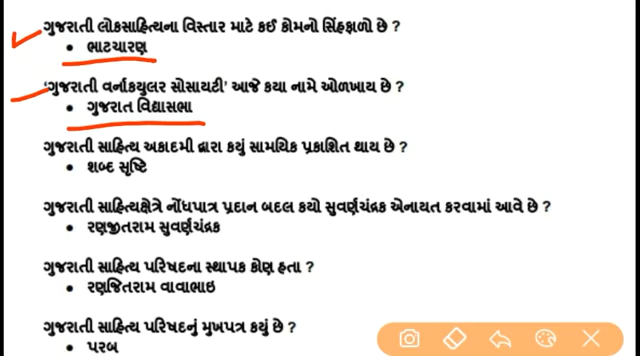 ગુજરાતી લોકસાહિત્યના વિસ્તાર માટે કઈ કોમનો સિંહફાળો છે ?
• ભાટચારણ
'ગુજરાતી વર્નાક્યુલર સોસાયટી' આજે કયા નામે ઓળખાય છે ?
• ગુજરાત વિદ્યાસભા
ગુજરાતી સાહિત્ય અકાદમી દ્વારા કયું સામયિક પ્રકાશિત થાય છે ?
• શબ્દ સૃષ્ટિ
ગુજરાતી સાહિત્યક્ષેત્રે નોંધપાત્ર પ્રદાન બદલ કયો સુવર્ણચંદ્રક એનાયત કરવામાં આવે છે ?
• રણજીતરામ સુવર્ણચંદ્રક
ગુજરાતી સાહિત્ય પરિષદના સ્થાપક કોણ હતા ?
• રણજિતરામ વાવાભાઇ
ગુજરાતી સાહિત્ય પરિષદનું મુખપત્ર કયું છે ?
• પરબ